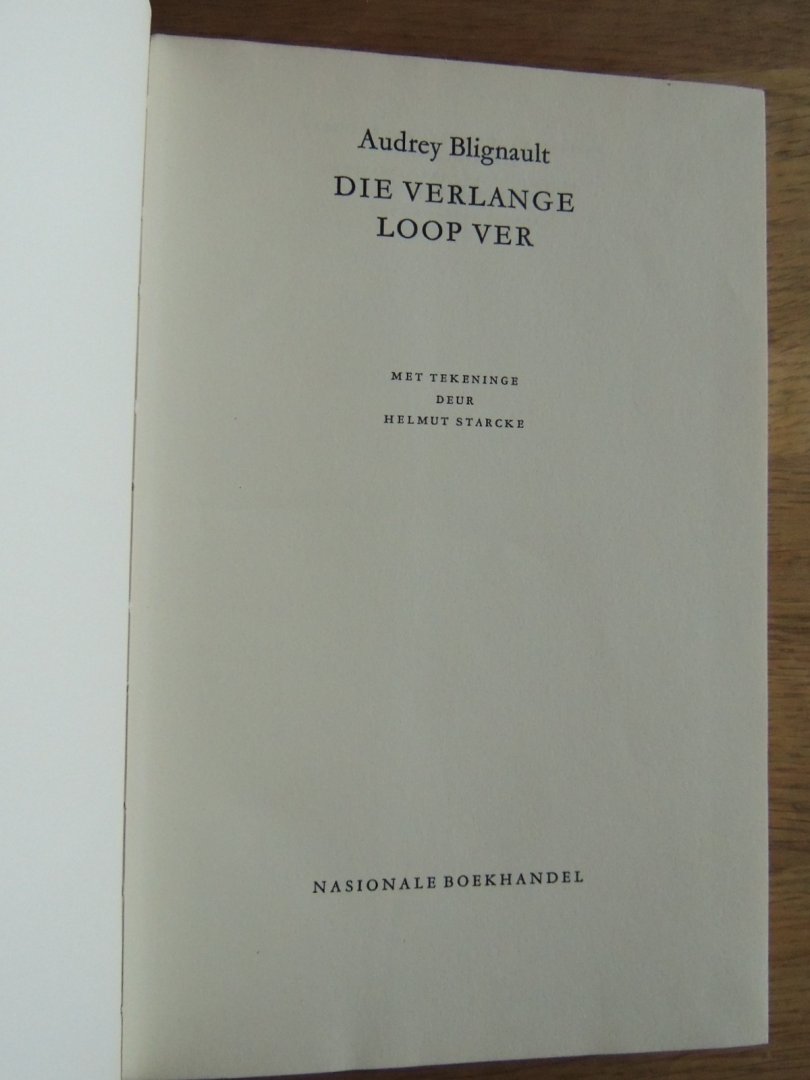 Audrey Blignault
DIE VERLANGE
LOOP VER
MET TEKENINGE
DEUR
HELMUT STARCKE
NASIONALE BOEKHANDEL